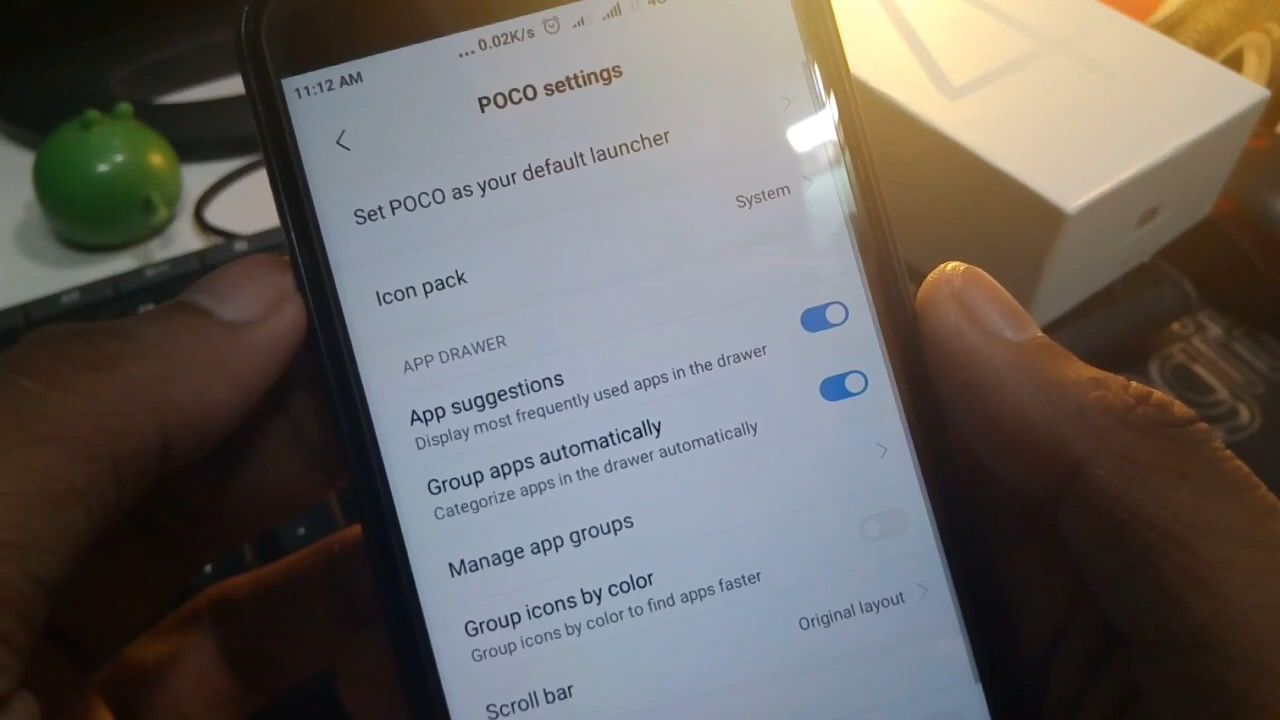 11:12 AM
...0.02K/s
POCO settings
Set POCO as your default launcher
System
Icon pack
APP DRAWER
App suggestions
Display most frequently used apps in the drawer
Group apps automatically
Categorize apps in the drawer automatically
Manage app groups
Group icons by color
Group icons by color to find apps faster
Original layout
Scroll bar